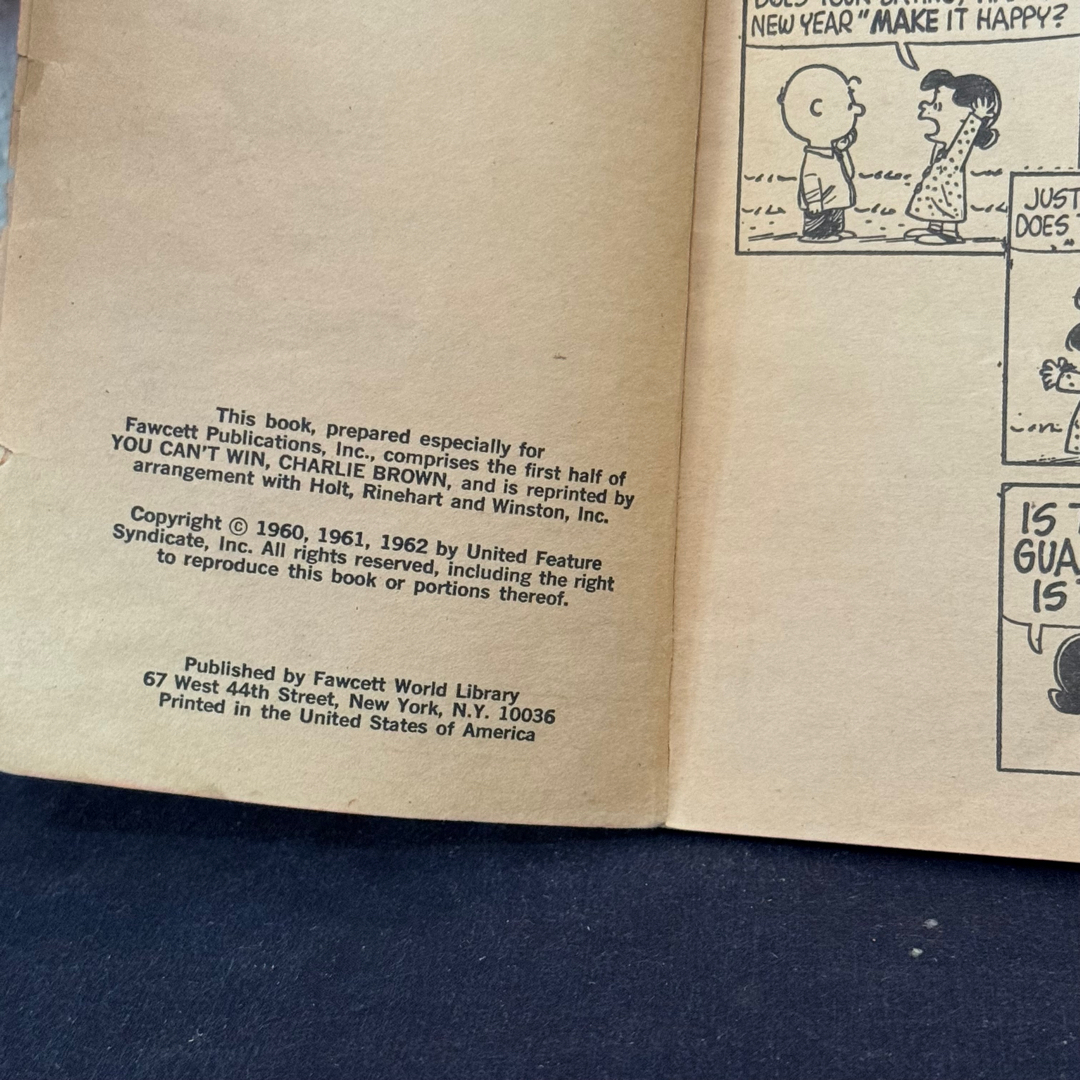 This book, prepared especially for
Fawcett Publications, Inc., comprises the first half of
YOU CAN'T WIN, CHARLIE BROWN, and is reprinted by
arrangement with Holt, Rinehart and Winston, Inc.
Copyright © 1960, 1961, 1962 by United Feature
Syndicate, Inc. All rights reserved, including the right
to reproduce this book or portions thereof.
Published by Fawcett World Library
67 West 44th Street, New York, N.Y. 10036
Printed in the United States of America
DOES YOUR SAYING,
NEW YEAR "MAKE IT HAPPY?
JUST
DOES
IS
GUA
IS